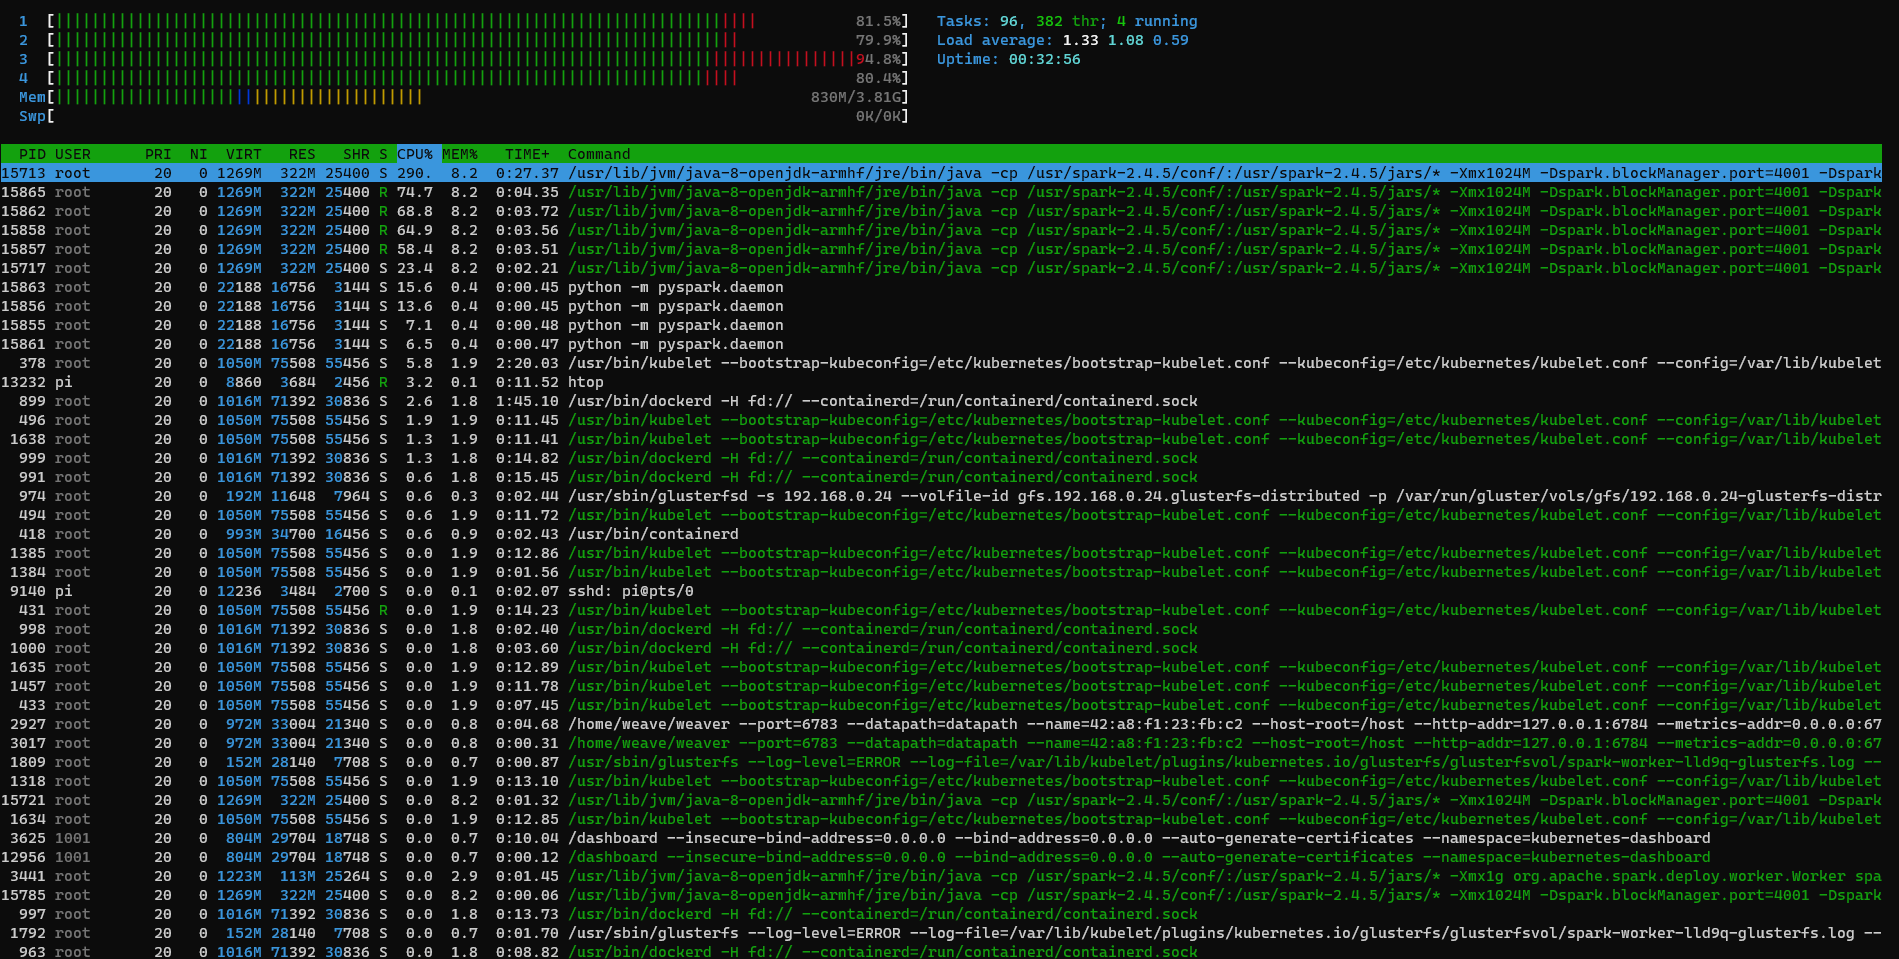 1 [ 81.5%] Tasks: 96, 382 thr; 4 running
2 [ 79.9%] Load average: 1.33 1.08 0.59
3 [ 94.8%] Uptime: 00:32:56
4 [ 80.4%]
Mem[ 830M/3.81G]
Swp[ 0K/0K]
PID USER PRI NI VIRT RES SHR S CPU% MEM% TIME+ Command
15713 root 20 0 1269M 322M 25400 S 290. 8.2 0:27.37 /usr/lib/jvm/java-8-openjdk-armhf/jre/bin/java -cp /usr/spark-2.4.5/conf/:/usr/spark-2.4.5/jars/* -Xmx1024M -Dspark.blockManager.port=4001 -Dspark
15865 root 20 0 1269M 322M 25400 R 74.7 8.2 0:04.35 /usr/lib/jvm/java-8-openjdk-armhf/jre/bin/java -cp /usr/spark-2.4.5/conf/:/usr/spark-2.4.5/jars/* -Xmx1024M -Dspark.blockManager.port=4001 -Dspark
15862 root 20 0 1269M 322M 25400 R 68.8 8.2 0:03.72 /usr/lib/jvm/java-8-openjdk-armhf/jre/bin/java -cp /usr/spark-2.4.5/conf/:/usr/spark-2.4.5/jars/* -Xmx1024M -Dspark.blockManager.port=4001 -Dspark
15858 root 20 0 1269M 322M 25400 R 64.9 8.2 0:03.56 /usr/lib/jvm/java-8-openjdk-armhf/jre/bin/java -cp /usr/spark-2.4.5/conf/:/usr/spark-2.4.5/jars/* -Xmx1024M -Dspark.blockManager.port=4001 -Dspark
15857 root 20 0 1269M 322M 25400 R 58.4 8.2 0:03.51 /usr/lib/jvm/java-8-openjdk-armhf/jre/bin/java -cp /usr/spark-2.4.5/conf/:/usr/spark-2.4.5/jars/* -Xmx1024M -Dspark.blockManager.port=4001 -Dspark
15717 root 20 0 1269M 322M 25400 S 23.4 8.2 0:02.21 /usr/lib/jvm/java-8-openjdk-armhf/jre/bin/java -cp /usr/spark-2.4.5/conf/:/usr/spark-2.4.5/jars/* -Xmx1024M -Dspark.blockManager.port=4001 -Dspark
15863 root 20 0 22188 16756 3144 S 15.6 0.4 0:00.45 python -m pyspark.daemon
15856 root 20 0 22188 16756 3144 S 13.6 0.4 0:00.45 python -m pyspark.daemon
15855 root 20 0 22188 16756 3144 S 7.1 0.4 0:00.48 python -m pyspark.daemon
15861 root 20 0 22188 16756 3144 S 6.5 0.4 0:00.47 python -m pyspark.daemon
378 root 20 0 1050M 75508 55456 S 5.8 1.9 2:20.03 /usr/bin/kubelet --bootstrap-kubeconfig=/etc/kubernetes/bootstrap-kubelet.conf --kubeconfig=/etc/kubernetes/kubelet.conf --config=/var/lib/kubelet
13232 pi 20 0 8860 3684 2456 R 3.2 0.1 0:11.52 htop
899 root 20 0 1016M 71392 30836 S 2.6 1.8 1:45.10 /usr/bin/dockerd -H fd:// --containerd=/run/containerd/containerd.sock
496 root 20 0 1050M 75508 55456 S 1.9 1.9 0:11.45 /usr/bin/kubelet --bootstrap-kubeconfig=/etc/kubernetes/bootstrap-kubelet.conf --kubeconfig=/etc/kubernetes/kubelet.conf --config=/var/lib/kubelet
1638 root 20 0 1050M 75508 55456 S 1.3 1.9 0:11.41 /usr/bin/kubelet --bootstrap-kubeconfig=/etc/kubernetes/bootstrap-kubelet.conf --kubeconfig=/etc/kubernetes/kubelet.conf --config=/var/lib/kubelet
999 root 20 0 1016M 71392 30836 S 1.3 1.8 0:14.82 /usr/bin/dockerd -H fd:// --containerd=/run/containerd/containerd.sock
991 root 20 0 1016M 71392 30836 S 0.6 1.8 0:15.45 /usr/bin/dockerd -H fd:// --containerd=/run/containerd/containerd.sock
974 root 20 0 192M 11648 7964 S 0.6 0.3 0:02.44 /usr/sbin/glusterfsd -s 192.168.0.24 --volfile-id gfs.192.168.0.24.glusterfs-distributed -p /var/run/gluster/vols/gfs/192.168.0.24-glusterfs-distr
494 root 20 0 1050M 75508 55456 S 0.6 1.9 0:11.72 /usr/bin/kubelet --bootstrap-kubeconfig=/etc/kubernetes/bootstrap-kubelet.conf --kubeconfig=/etc/kubernetes/kubelet.conf --config=/var/lib/kubelet
418 root 20 0 993M 34700 16456 S 0.6 0.9 0:02.43 /usr/bin/containerd
1385 root 20 0 1050M 75508 55456 S 0.0 1.9 0:12.86 /usr/bin/kubelet --bootstrap-kubeconfig=/etc/kubernetes/bootstrap-kubelet.conf --kubeconfig=/etc/kubernetes/kubelet.conf --config=/var/lib/kubelet
1384 root 20 0 1050M 75508 55456 S 0.0 1.9 0:01.56 /usr/bin/kubelet --bootstrap-kubeconfig=/etc/kubernetes/bootstrap-kubelet.conf --kubeconfig=/etc/kubernetes/kubelet.conf --config=/var/lib/kubelet
9140 pi 20 0 12236 3484 2700 S 0.0 0.1 0:02.07 sshd: pi@pts/0
431 root 20 0 1050M 75508 55456 R 0.0 1.9 0:14.23 /usr/bin/kubelet --bootstrap-kubeconfig=/etc/kubernetes/bootstrap-kubelet.conf --kubeconfig=/etc/kubernetes/kubelet.conf --config=/var/lib/kubelet
998 root 20 0 1016M 71392 30836 S 0.0 1.8 0:02.40 /usr/bin/dockerd -H fd:// --containerd=/run/containerd/containerd.sock
1000 root 20 0 1016M 71392 30836 S 0.0 1.8 0:03.60 /usr/bin/dockerd -H fd:// --containerd=/run/containerd/containerd.sock
1635 root 20 0 1050M 75508 55456 S 0.0 1.9 0:12.89 /usr/bin/kubelet --bootstrap-kubeconfig=/etc/kubernetes/bootstrap-kubelet.conf --kubeconfig=/etc/kubernetes/kubelet.conf --config=/var/lib/kubelet
1457 root 20 0 1050M 75508 55456 S 0.0 1.9 0:11.78 /usr/bin/kubelet --bootstrap-kubeconfig=/etc/kubernetes/bootstrap-kubelet.conf --kubeconfig=/etc/kubernetes/kubelet.conf --config=/var/lib/kubelet
433 root 20 0 1050M 75508 55456 S 0.0 1.9 0:07.45 /usr/bin/kubelet --bootstrap-kubeconfig=/etc/kubernetes/bootstrap-kubelet.conf --kubeconfig=/etc/kubernetes/kubelet.conf --config=/var/lib/kubelet
2927 root 20 0 972M 33004 21340 S 0.0 0.8 0:04.68 /home/weave/weaver --port=6783 --datapath=datapath --name=42:a8:f1:23:fb:c2 --host-root=/host --http-addr=127.0.0.1:6784 --metrics-addr=0.0.0.0:67
3017 root 20 0 972M 33004 21340 S 0.0 0.8 0:00.31 /home/weave/weaver --port=6783 --datapath=datapath --name=42:a8:f1:23:fb:c2 --host-root=/host --http-addr=127.0.0.1:6784 --metrics-addr=0.0.0.0:67
1809 root 20 0 152M 28140 7708 S 0.0 0.7 0:00.87 /usr/sbin/glusterfs --log-level=ERROR --log-file=/var/lib/kubelet/plugins/kubernetes.io/glusterfs/glusterfsvol/spark-worker-lld9q-glusterfs.log --
1318 root 20 0 1050M 75508 55456 S 0.0 1.9 0:13.10 /usr/bin/kubelet --bootstrap-kubeconfig=/etc/kubernetes/bootstrap-kubelet.conf --kubeconfig=/etc/kubernetes/kubelet.conf --config=/var/lib/kubelet
15721 root 20 0 1269M 322M 25400 S 0.0 8.2 0:01.32 /usr/lib/jvm/java-8-openjdk-armhf/jre/bin/java -cp /usr/spark-2.4.5/conf/:/usr/spark-2.4.5/jars/* -Xmx1024M -Dspark.blockManager.port=4001 -Dspark
1634 root 20 0 1050M 75508 55456 S 0.0 1.9 0:12.85 /usr/bin/kubelet --bootstrap-kubeconfig=/etc/kubernetes/bootstrap-kubelet.conf --kubeconfig=/etc/kubernetes/kubelet.conf --config=/var/lib/kubelet
3625 1001 20 0 804M 29704 18748 S 0.0 0.7 0:10.04 /dashboard --insecure-bind-address=0.0.0.0 --bind-address=0.0.0.0 --auto-generate-certificates --namespace=kubernetes-dashboard
12956 1001 20 0 804M 29704 18748 S 0.0 0.7 0:00.12 /dashboard --insecure-bind-address=0.0.0.0 --bind-address=0.0.0.0 --auto-generate-certificates --namespace=kubernetes-dashboard
3441 root 20 0 1223M 113M 25264 S 0.0 2.9 0:01.45 /usr/lib/jvm/java-8-openjdk-armhf/jre/bin/java -cp /usr/spark-2.4.5/conf/:/usr/spark-2.4.5/jars/* -Xmx1g org.apache.spark.deploy.worker.Worker spa
15785 root 20 0 1269M 322M 25400 S 0.0 8.2 0:00.06 /usr/lib/jvm/java-8-openjdk-armhf/jre/bin/java -cp /usr/spark-2.4.5/conf/:/usr/spark-2.4.5/jars/* -Xmx1024M -Dspark.blockManager.port=4001 -Dspark
997 root 20 0 1016M 71392 30836 S 0.0 1.8 0:13.73 /usr/bin/dockerd -H fd:// --containerd=/run/containerd/containerd.sock
1792 root 20 0 152M 28140 7708 S 0.0 0.7 0:01.70 /usr/sbin/glusterfs --log-level=ERROR --log-file=/var/lib/kubelet/plugins/kubernetes.io/glusterfs/glusterfsvol/spark-worker-lld9q-glusterfs.log --
963 root 20 0 1016M 71392 30836 S 0.0 1.8 0:08.82 /usr/bin/dockerd -H fd:// --containerd=/run/containerd/containerd.sock